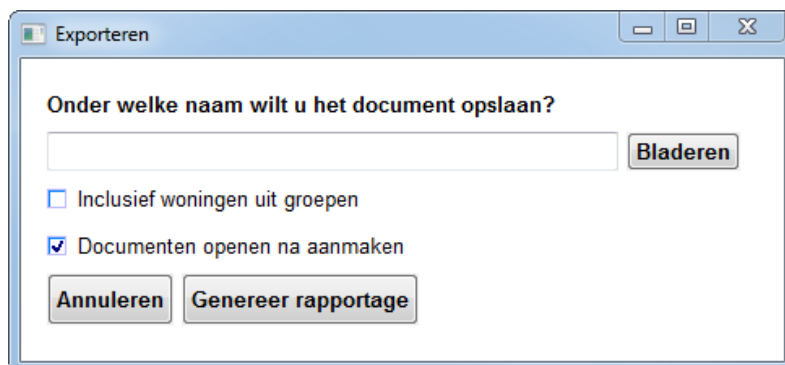 Exporteren
Onder welke naam wilt u het document opslaan?
Bladeren
Inclusief woningen uit groepen
Documenten openen na aanmaken
Annuleren Genereer rapportage